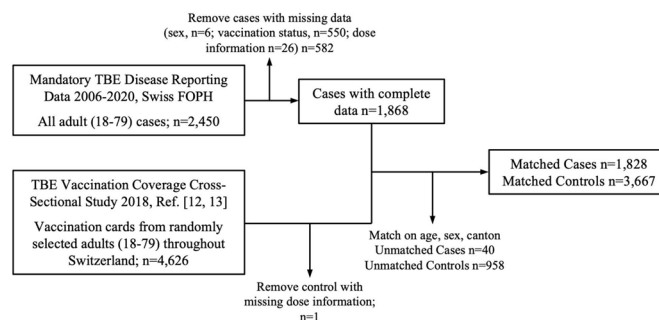 Remove cases with missing data
(sex, n=6; vaccination status, n=550; dose
information n=26) n=582
Mandatory TBE Disease Reporting
Data 2006-2020, Swiss FOPH
All adult (18-79) cases; n=2,450
Cases with complete
data n=1,868
Matched Cases n=1,828
Matched Controls n=3,667
TBE Vaccination Coverage Cross-
Sectional Study 2018, Ref. [12, 13]
Vaccination cards from randomly
selected adults (18-79) throughout
Switzerland; n=4,626
Match on age, sex, canton
Unmatched Cases n=40
Unmatched Controls n=958
Remove control with
missing dose information;
n=1